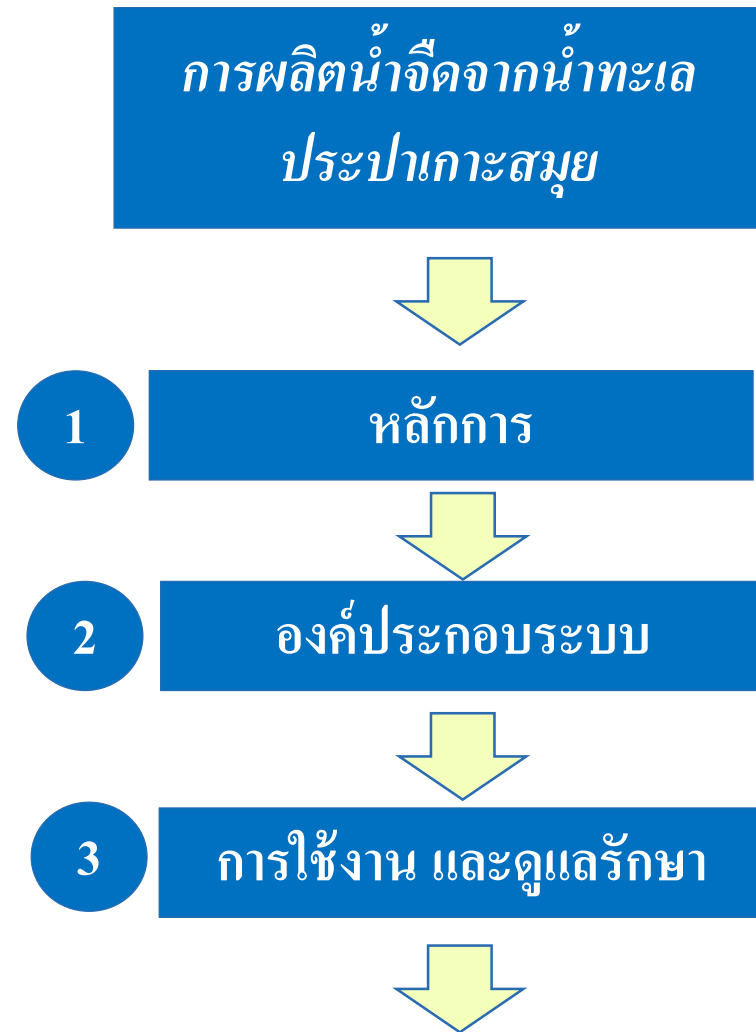 การผลิตน้ำจืดจากน้ำทะเล
ประปาเกาะสมุย
1
หลักการ
2
องค์ประกอบระบบ
3
การใช้งาน และดูแลรักษา